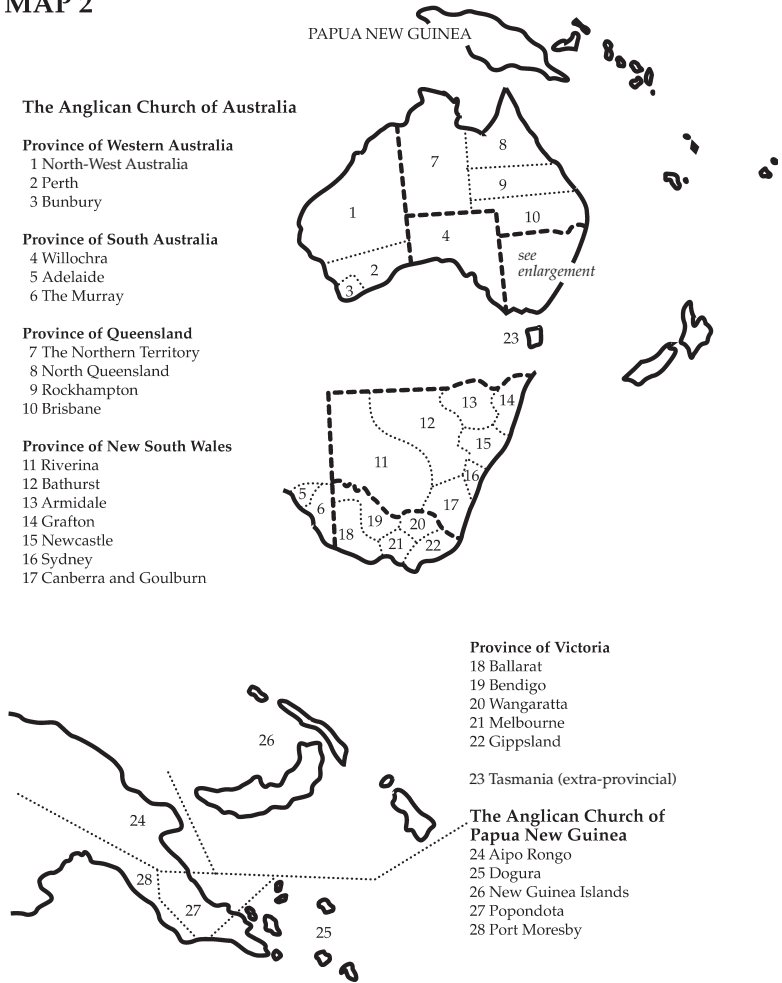 MAP 2
PAPUA NEW GUINEA
The Anglican Church of Australia
Province of Western Australia
1 North-West Australia
2 Perth
3 Bunbury
Province of South Australia
4 Willochra
5 Adelaide
6 The Murray
Province of Queensland
7 The Northern Territory
8 North Queensland
9 Rockhampton
10 Brisbane
Province of New South Wales
11 Riverina
12 Bathurst
13 Armidale
14 Grafton
15 Newcastle
16 Sydney
17 Canberra and Goulburn
8
7
9
1
10
4
see
enlargement
2
3
23
13
14
12
15
11
16
5
17
6
19
20
18
21
22
Province of Victoria
18 Ballarat
19 Bendigo
20 Wangaratta
21 Melbourne
22 Gippsland
23 Tasmania (extra-provincial)
The Anglican Church of
Papua New Guinea
24 Aipo Rongo
25 Dogura
26 New Guinea Islands
27 Popondota
28 Port Moresby
26
24
28
27
25